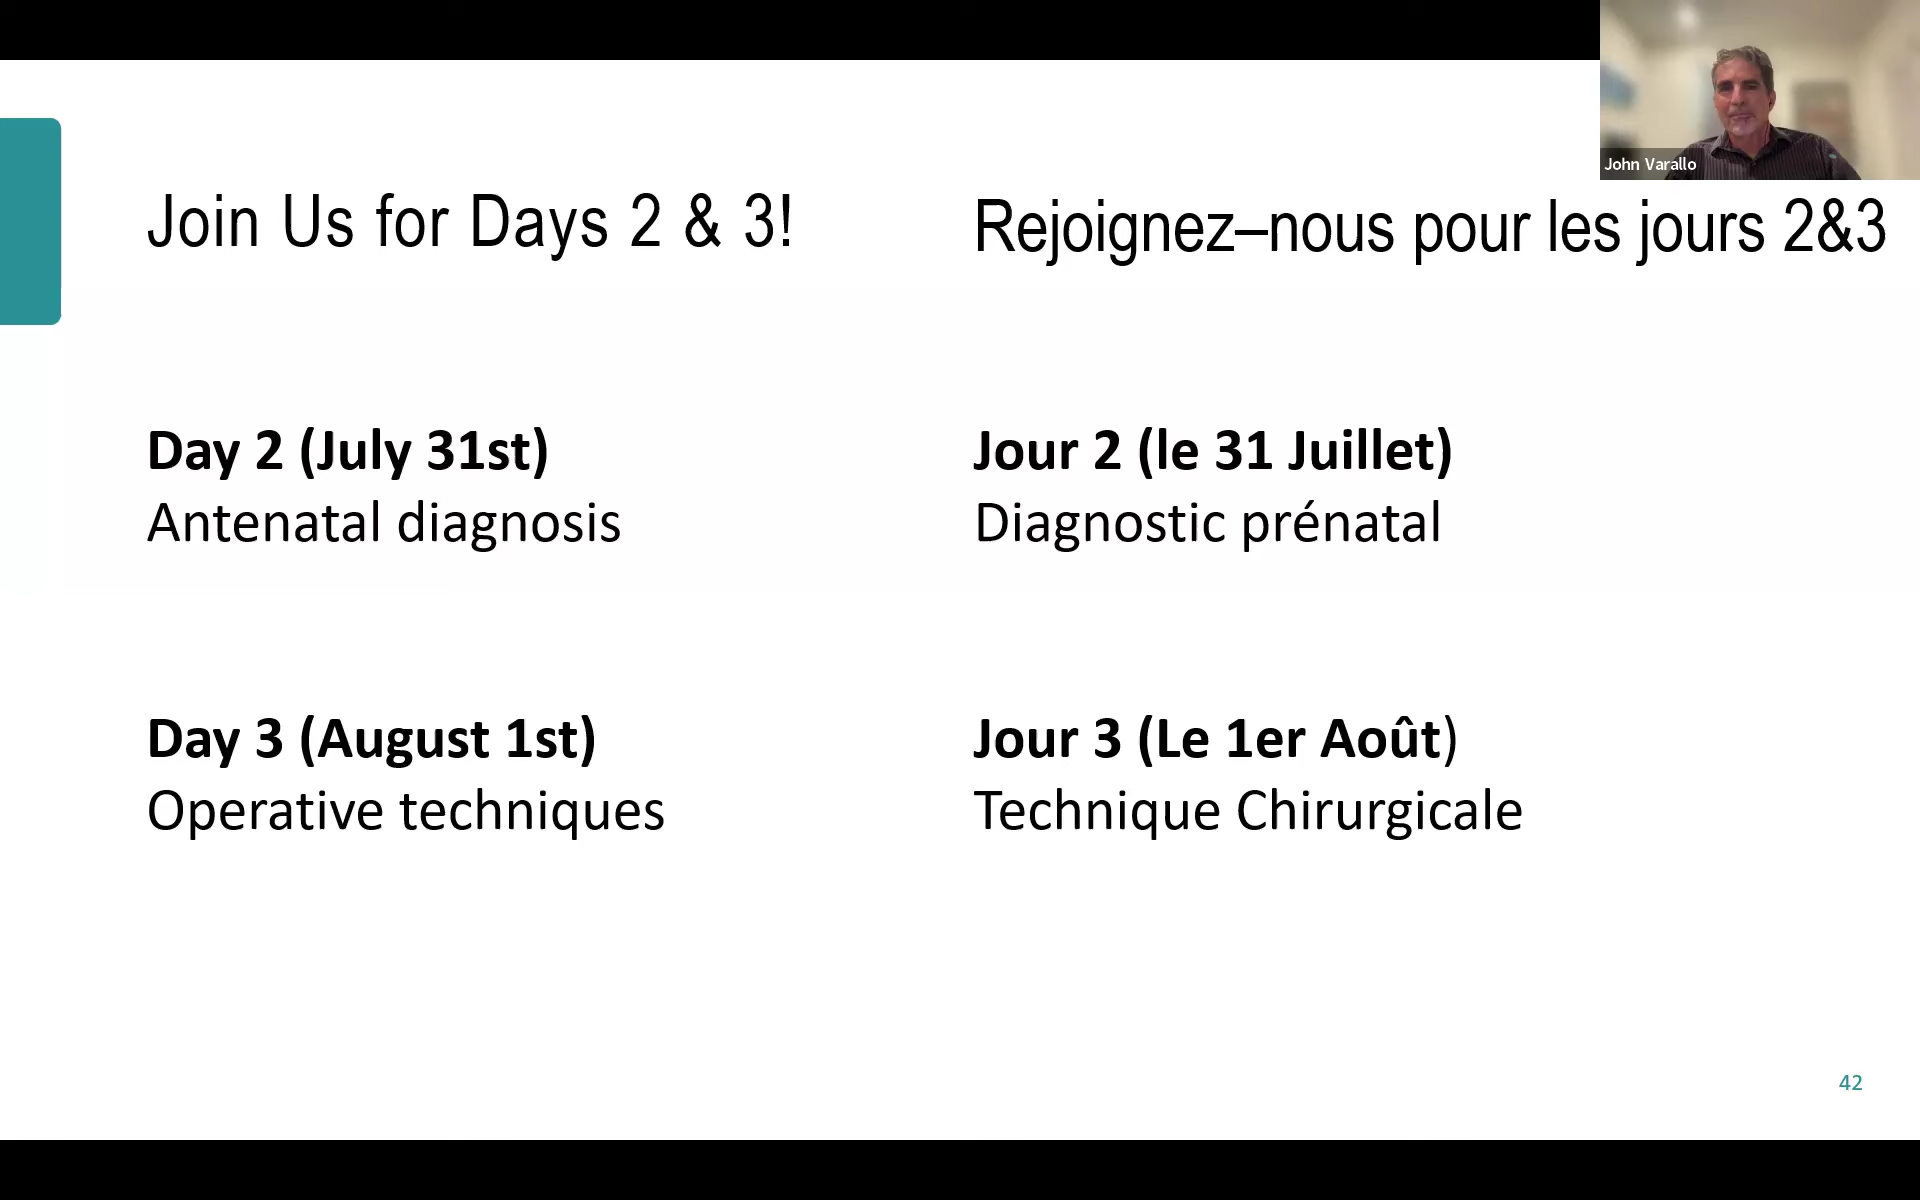 John Varallo
Join Us for Days 2 & 3!
Rejoignez–nous pour les jours 2&3
Day 2 (July 31st)
Antenatal diagnosis
Day 3 (August 1st)
Operative techniques
Jour 2 (le 31 Juillet)
Diagnostic prénatal
Jour 3 (Le 1er Août)
Technique Chirurgicale
42